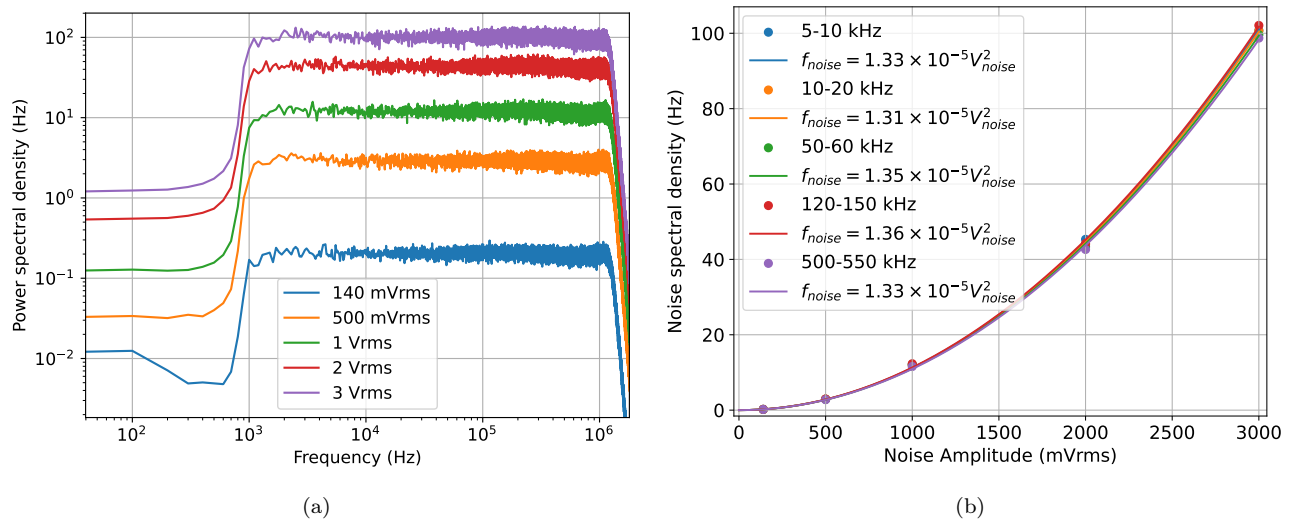 Power spectral density (Hz)
10²
10¹
10⁰
10⁻¹
10⁻²
140 mVrms
500 mVrms
1 Vrms
2 Vrms
3 Vrms
10² 10³ 10⁴ 10⁵ 10⁶
Frequency (Hz)
(a)
Noise spectral density (Hz)
100
80
60
40
20
0
5-10 kHz
f_noise = 1.33 × 10⁻⁵V²_noise
10-20 kHz
f_noise = 1.31 × 10⁻⁵V²_noise
50-60 kHz
f_noise = 1.35 × 10⁻⁵V²_noise
120-150 kHz
f_noise = 1.36 × 10⁻⁵V²_noise
500-550 kHz
f_noise = 1.33 × 10⁻⁵V²_noise
0 500 1000 1500 2000 2500 3000
Noise Amplitude (mVrms)
(b)